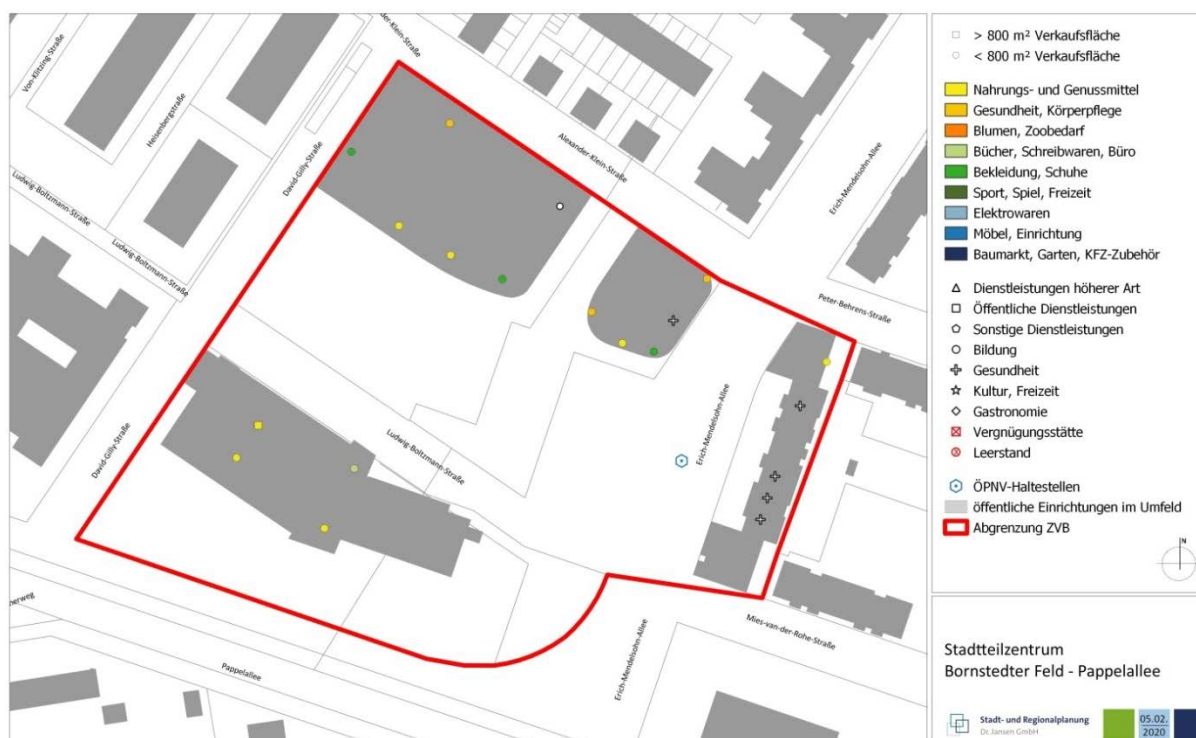 der-Klein-Straße
Von-Klitzing-Straße
Heisenbergstraße
David-Gilly-Straße
Alexander-Klein-Straße
Erich-Mendelsohn-Allee
Ludwig-Boltzmann-Straße
Ludwig-Boltzmann-Straße
Peter-Behrens-Straße
David-Gilly-Straße
Ludwig-Boltzmann-Straße
Erich-Mendelsohn-Allee
nerweg
Pappelallee
Erich-Mendelsohn-Allee
Mies-van-der-Rohe-Straße
> 800 m² Verkaufsfläche
< 800 m² Verkaufsfläche
Nahrungs- und Genussmittel
Gesundheit, Körperpflege
Blumen, Zoobedarf
Bücher, Schreibwaren, Büro
Bekleidung, Schuhe
Sport, Spiel, Freizeit
Elektrowaren
Möbel, Einrichtung
Baumarkt, Garten, KFZ-Zubehör
Dienstleistungen höherer Art
Öffentliche Dienstleistungen
Sonstige Dienstleistungen
Bildung
Gesundheit
Kultur, Freizeit
Gastronomie
Vergnügungsstätte
Leerstand
ÖPNV-Haltestellen
öffentliche Einrichtungen im Umfeld
Abgrenzung ZVB
N
Stadtteilzentrum
Bornstedter Feld - Pappelallee
Stadt- und Regionalplanung
Dr. Jansen GmbH
05.02.
2020